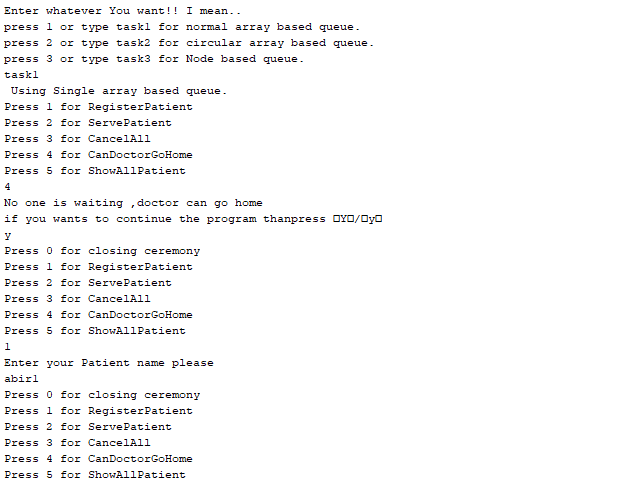 Enter whatever You want!! I mean..
press 1 or type task1 for normal array based queue.
press 2 or type task2 for circular array based queue.
press 3 or type task3 for Node based queue.
task1
Using Single array based queue.
Press 1 for RegisterPatient
Press 2 for ServePatient
Press 3 for CancelAll
Press 4 for CanDoctorGoHome
Press 5 for ShowAllPatient
4
No one is waiting ,doctor can go home
if you wants to continue the program thanpress □Y□/□y□
y
Press 0 for closing ceremony
Press 1 for RegisterPatient
Press 2 for ServePatient
Press 3 for CancelAll
Press 4 for CanDoctorGoHome
Press 5 for ShowAllPatient
1
Enter your Patient name please
abir1
Press 0 for closing ceremony
Press 1 for RegisterPatient
Press 2 for ServePatient
Press 3 for CancelAll
Press 4 for CanDoctorGoHome
Press 5 for ShowAllPatient